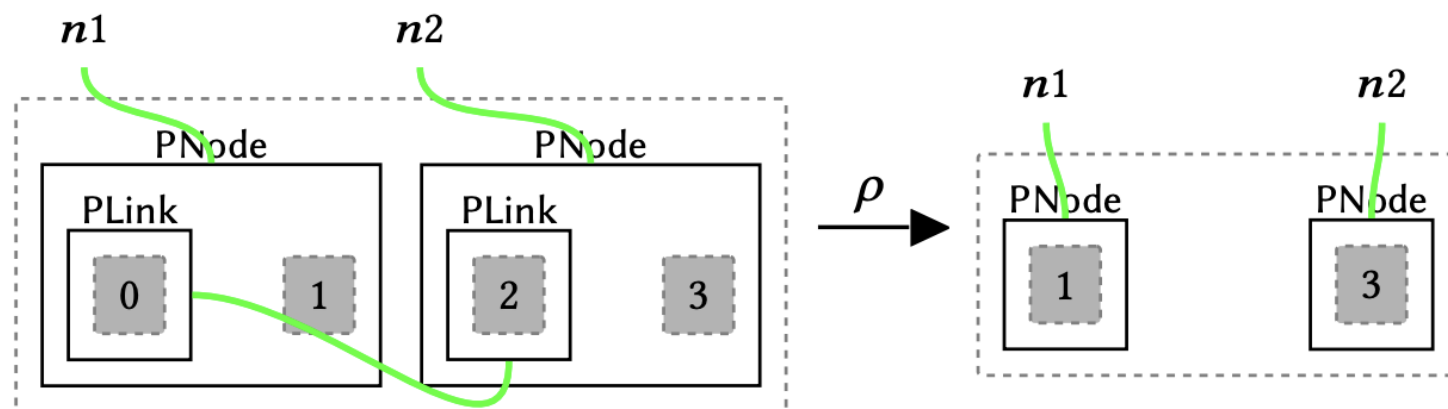 n1 n2
n1 n2
PNode PNode
PLink PLink
0 1 2 3
ρ
PNode PNode
1 3